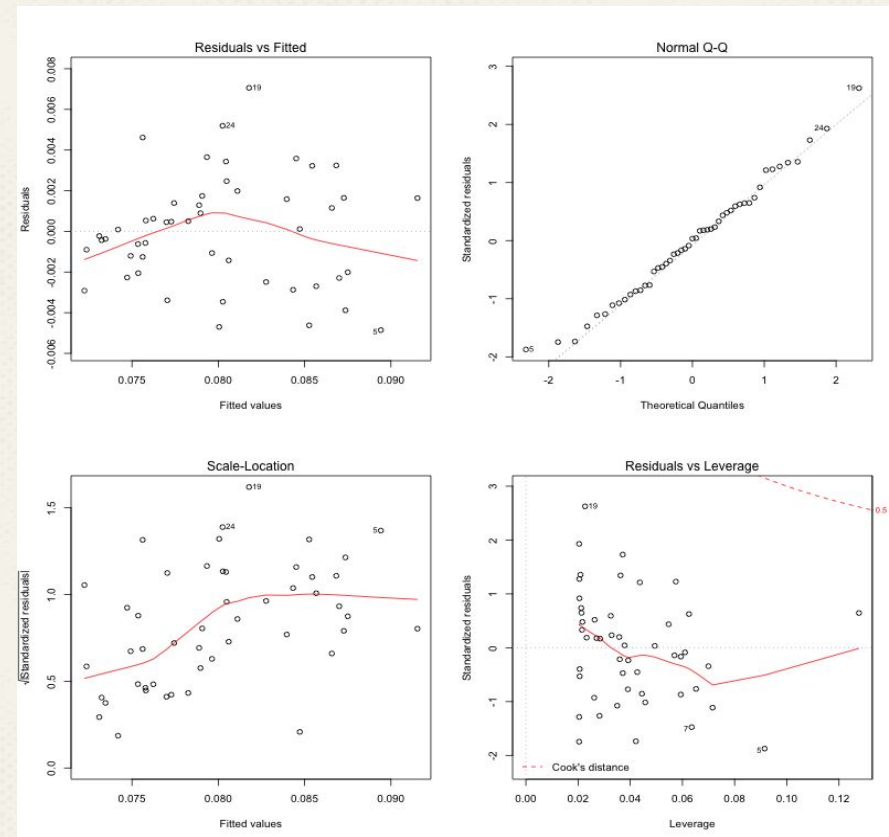 Residuals vs Fitted
Residuals
0.008
0.006
0.004
0.002
0.000
-0.002
-0.004
-0.006
19
24
5
0.075 0.080 0.085 0.090
Fitted values
Normal Q-Q
Standardized residuals
3
2
1
0
-1
-2
19
24
5
-2 -1 0 1 2
Theoretical Quantiles
Scale-Location
√|Standardized residuals|
1.5
1.0
0.5
0.0
19
24
5
0.075 0.080 0.085 0.090
Fitted values
Residuals vs Leverage
Standardized residuals
3
2
1
0
-1
-2
19
7
5
0.5
Cook's distance
0.00 0.02 0.04 0.06 0.08 0.10 0.12
Leverage